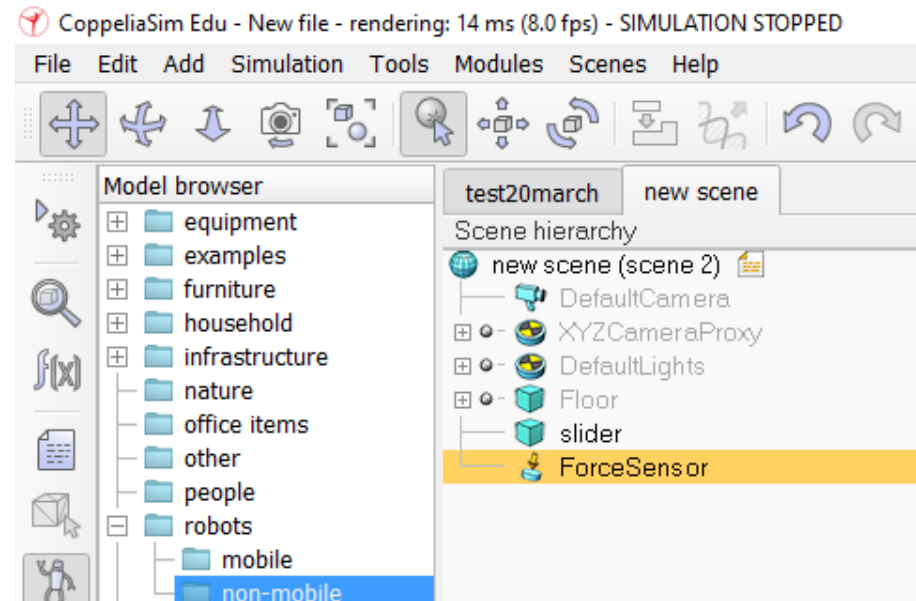 CoppeliaSim Edu - New file - rendering: 14 ms (8.0 fps) - SIMULATION STOPPED
File Edit Add Simulation Tools Modules Scenes Help
Model browser
equipment
examples
furniture
household
infrastructure
nature
office items
other
people
robots
mobile
non-mobile
f(x)
test20march new scene
Scene hierarchy
new scene (scene 2)
DefaultCamera
XYZCameraProxy
DefaultLights
Floor
slider
ForceSensor